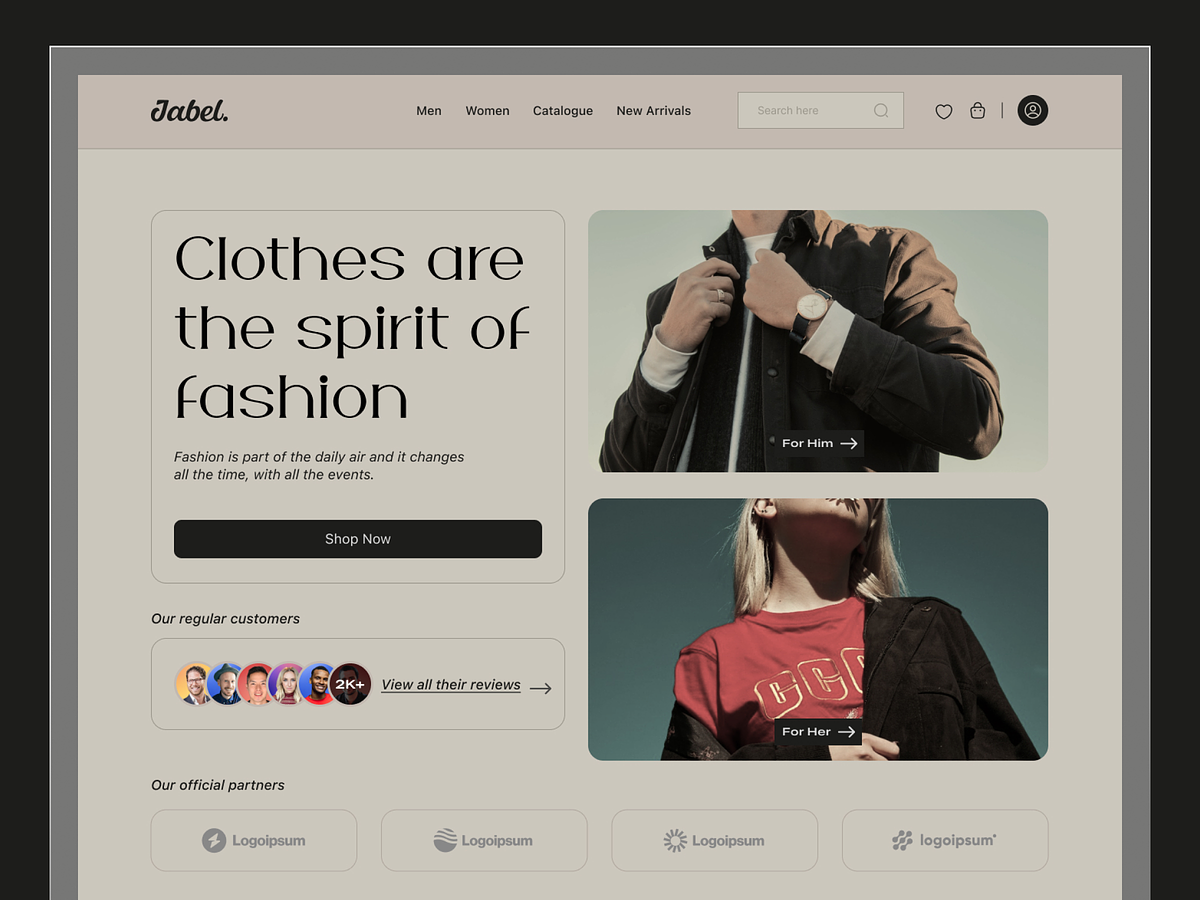 Jabel.
Men
Women
Catalogue
New Arrivals
Search here
Clothes are
the spirit of
fashion
Fashion is part of the daily air and it changes
all the time, with all the events.
Shop Now
For Him
For Her
Our regular customers
2K+
View all their reviews
Our official partners
Logoipsum
Logoipsum
Logoipsum
logoipsum